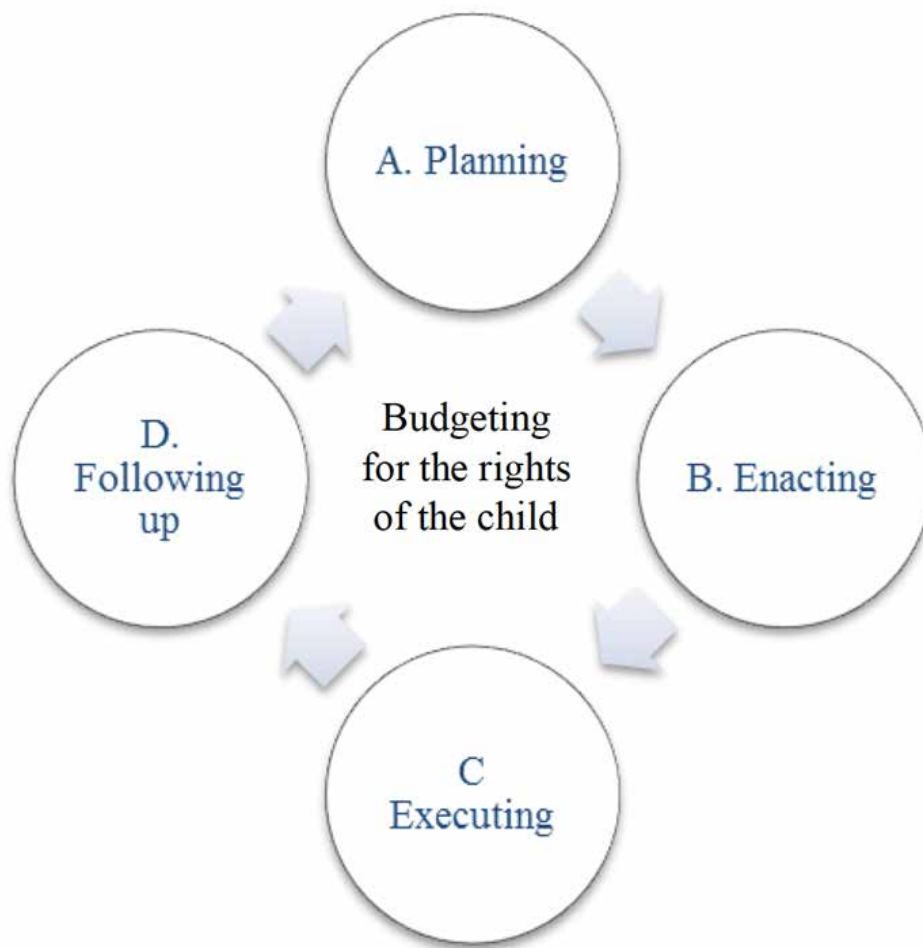 A. Planning
Budgeting
for the rights
of the child
B. Enacting
C
Executing
D.
Following
up